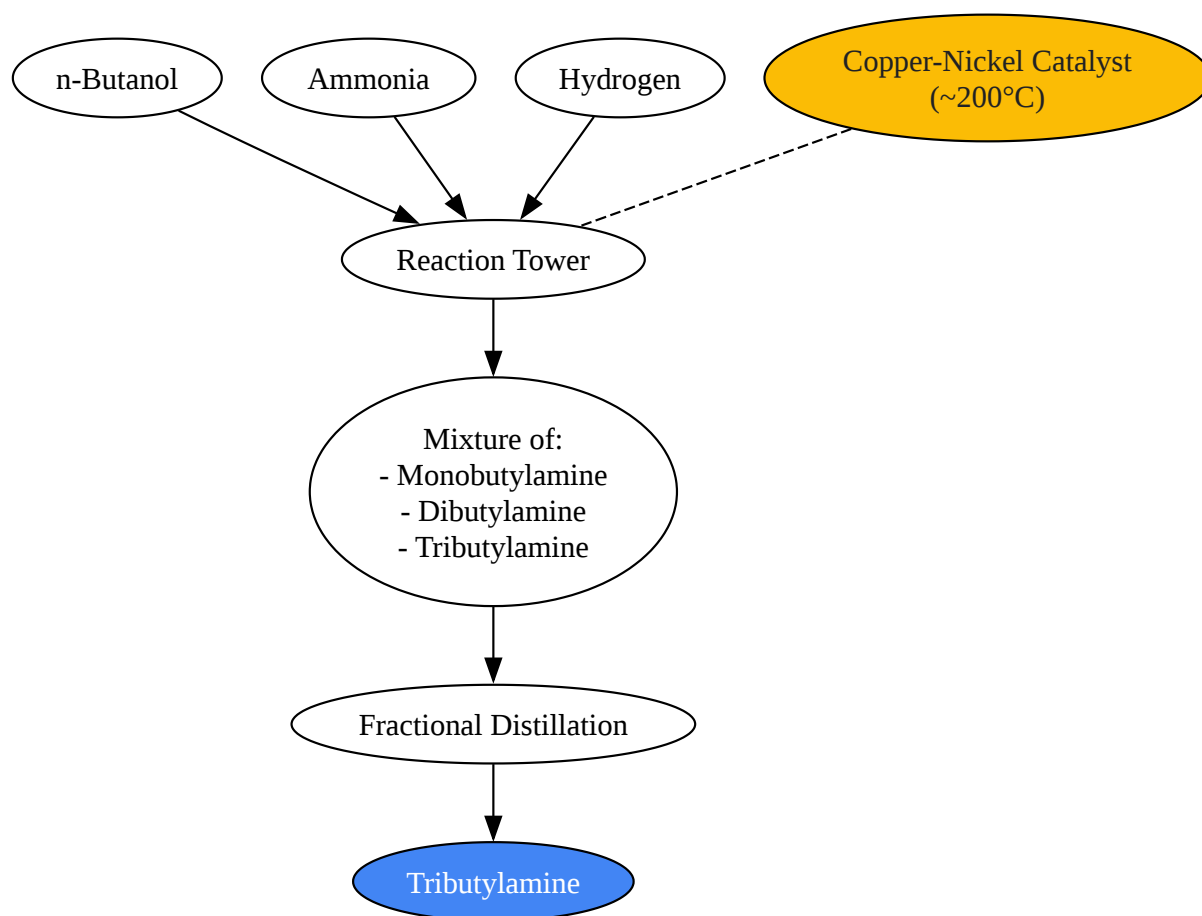 n-Butanol
Ammonia
Hydrogen
Copper-Nickel Catalyst
(~200°C)
Reaction Tower
Mixture of:
- Monobutylamine
- Dibutylamine
- Tributylamine
Fractional Distillation
Tributylamine